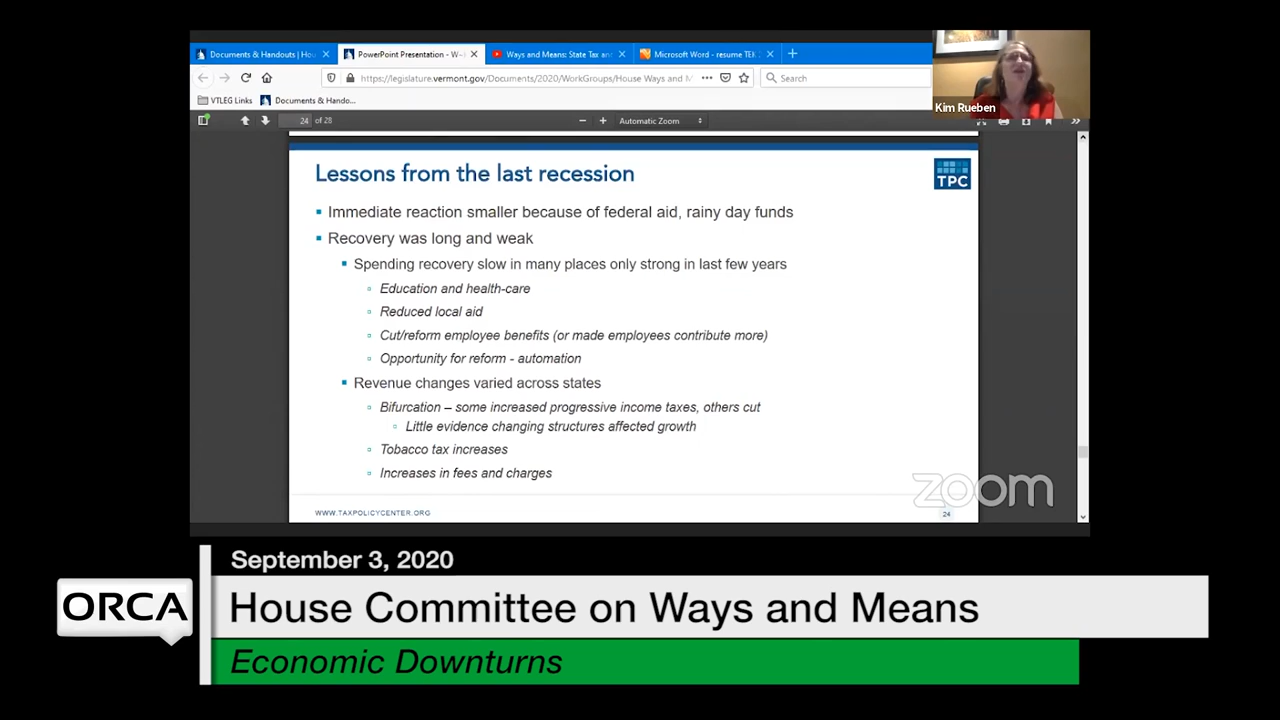 Documents & Handouts | Hou
PowerPoint Presentation - W~
Ways and Means: State Tax an
Microsoft Word - resume TEK
https://legislature.vermont.gov/Documents/2020/WorkGroups/House Ways and M
Search
VTLEG Links
Documents & Hando...
24 of 28
Automatic Zoom
Kim Rueben
Lessons from the last recession
TPC
Immediate reaction smaller because of federal aid, rainy day funds
Recovery was long and weak
Spending recovery slow in many places only strong in last few years
Education and health-care
Reduced local aid
Cut/reform employee benefits (or made employees contribute more)
Opportunity for reform - automation
Revenue changes varied across states
Bifurcation – some increased progressive income taxes, others cut
Little evidence changing structures affected growth
Tobacco tax increases
Increases in fees and charges
zoom
WWW.TAXPOLICYCENTER.ORG
24
September 3, 2020
ORCA
House Committee on Ways and Means
Economic Downturns